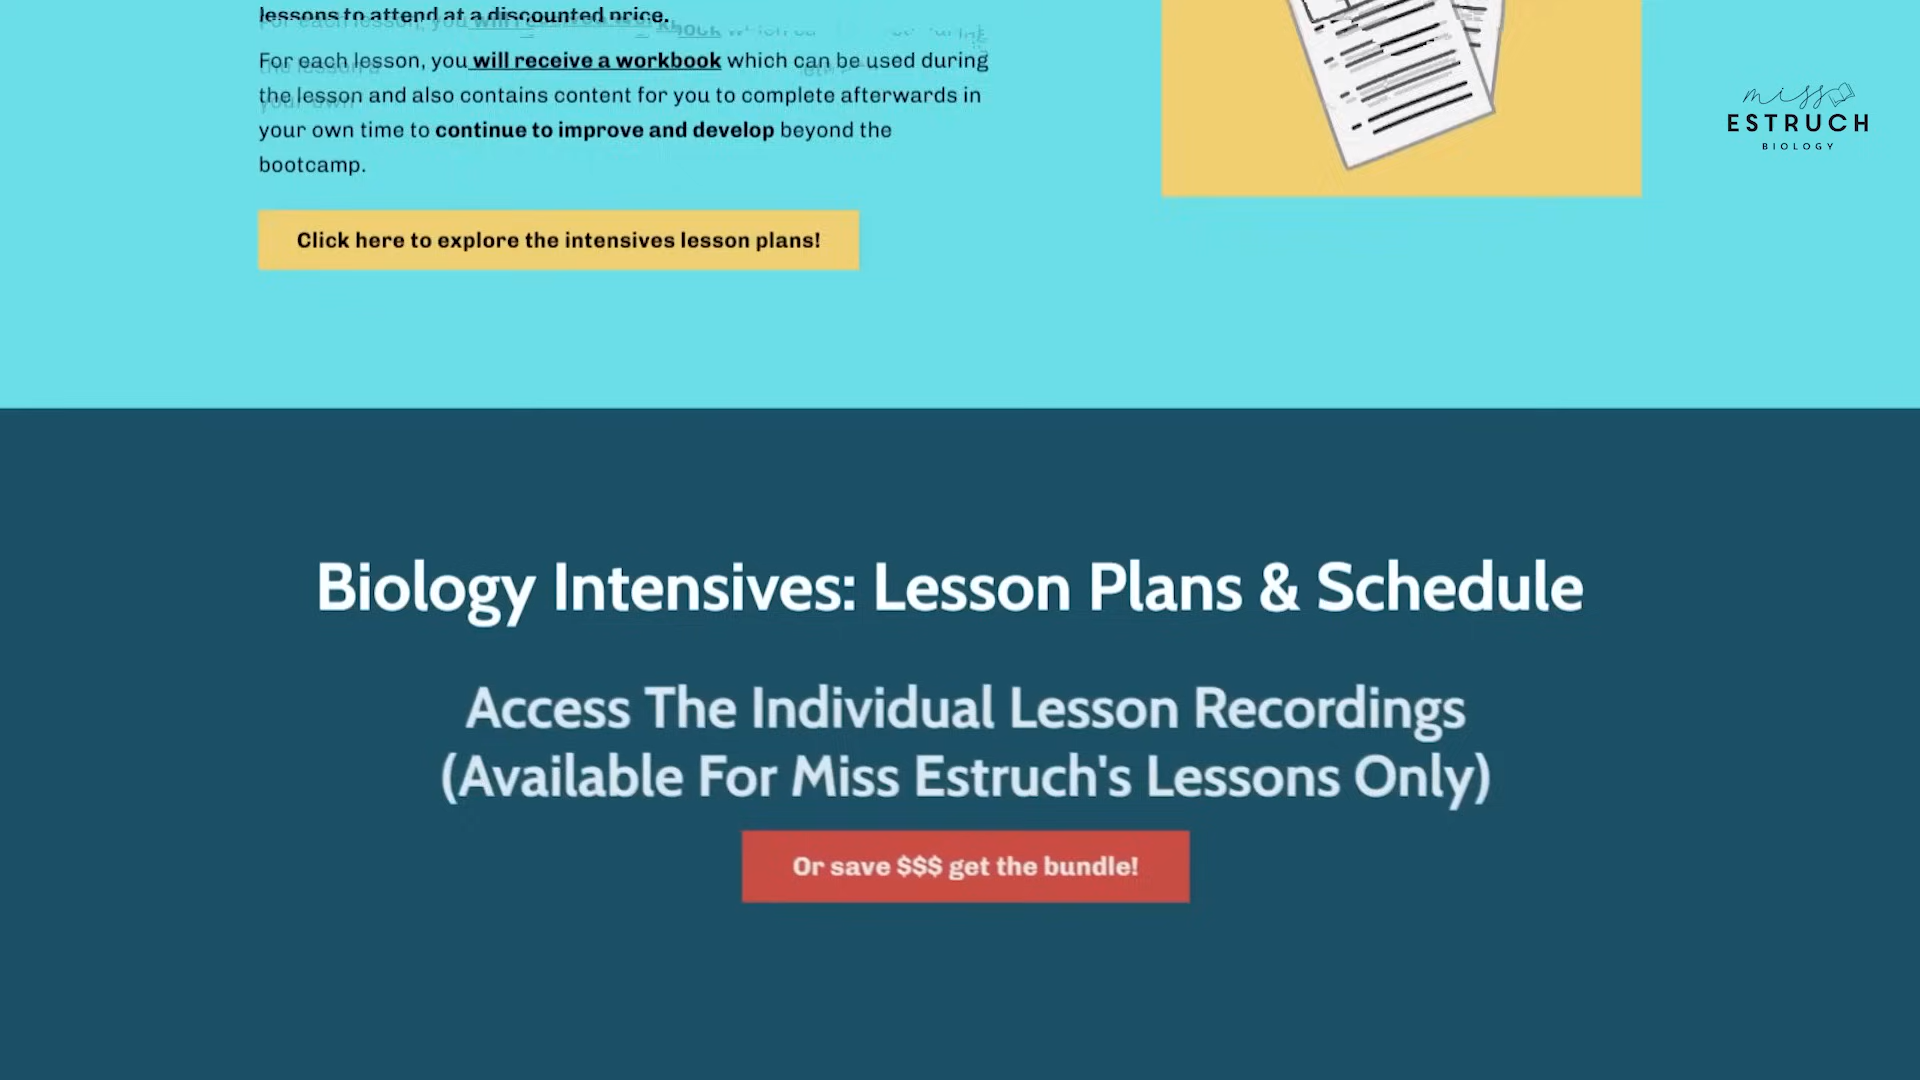 lessons to attend at a discounted price.
For each lesson, you will receive a workbook which can be used during
the lesson and also contains content for you to complete afterwards in
your own time to continue to improve and develop beyond the
bootcamp.
Click here to explore the intensives lesson plans!
miss
ESTRUCH
BIOLOGY
Biology Intensives: Lesson Plans & Schedule
Access The Individual Lesson Recordings
(Available For Miss Estruch's Lessons Only)
Or save $$$ get the bundle!